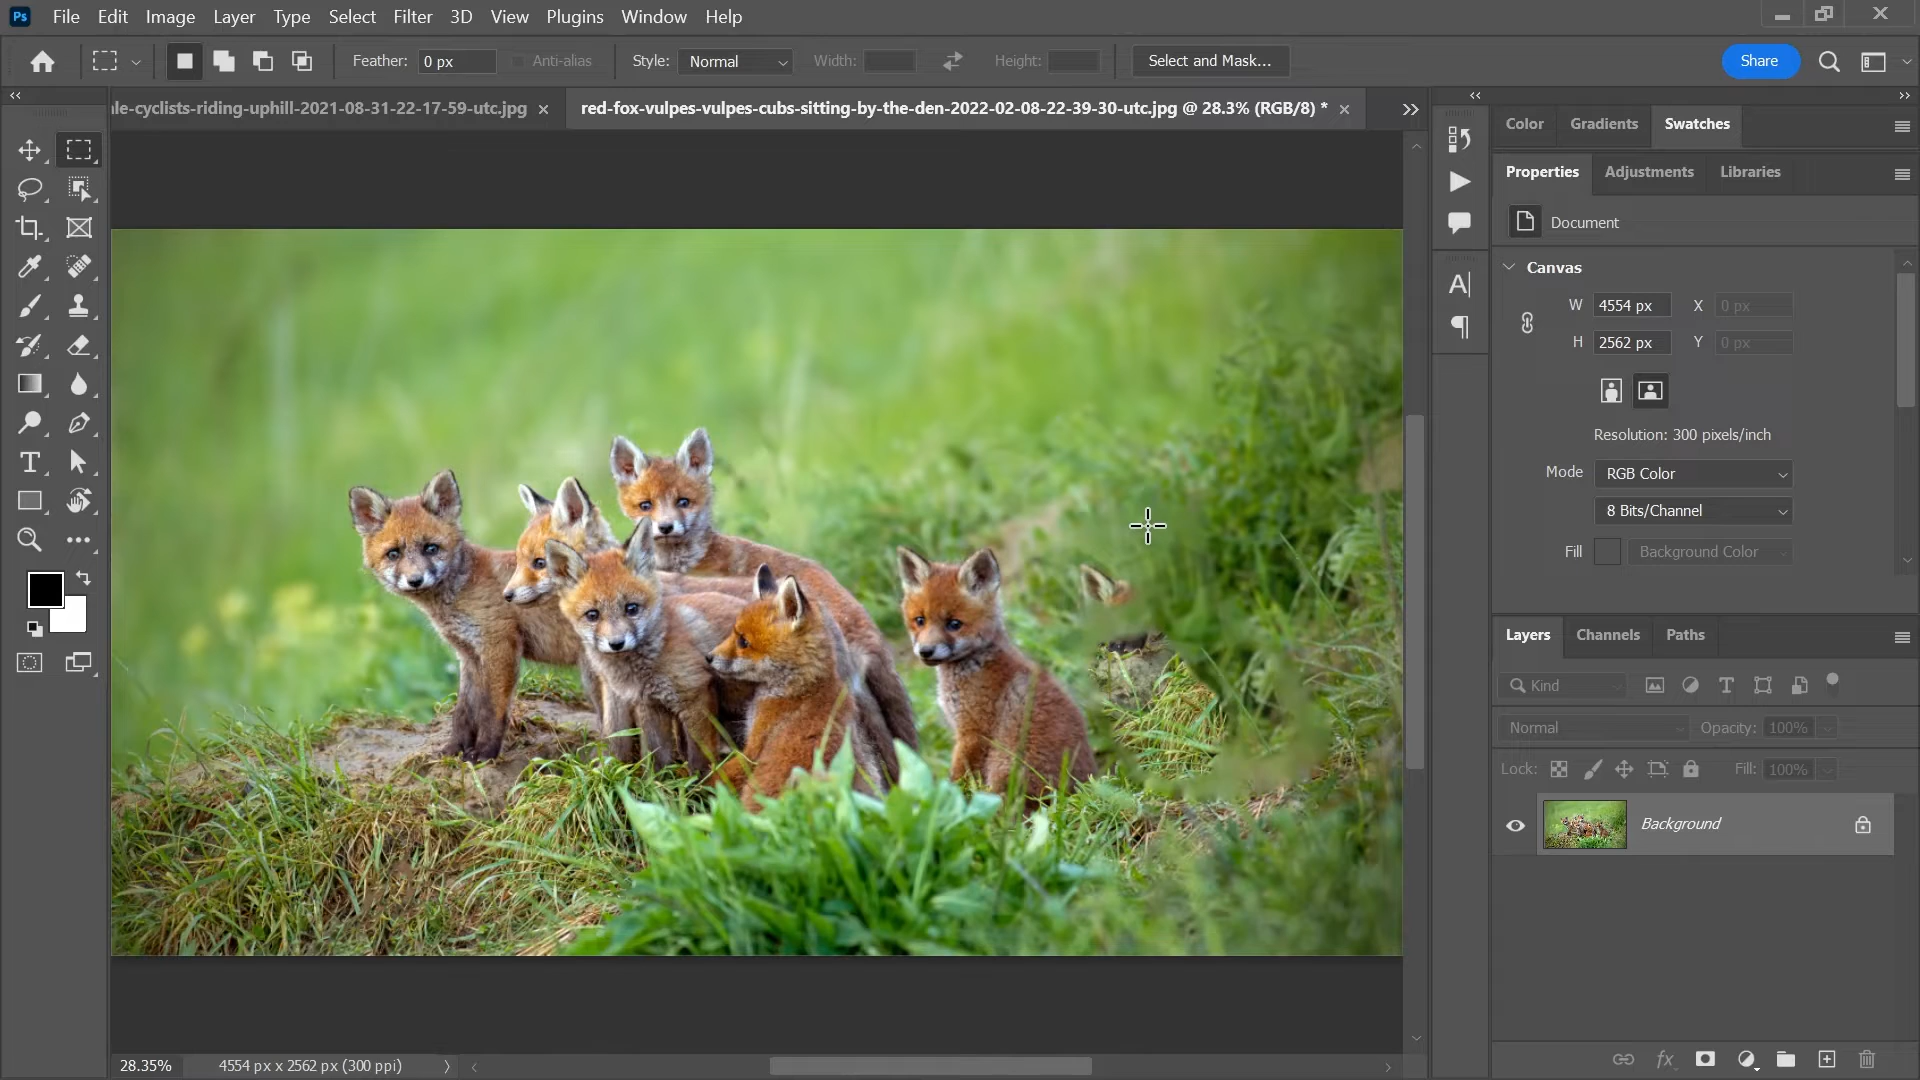 Ps File Edit Image Layer Type Select Filter 3D View Plugins Window Help
Feather: 0 px Anti-alias Style: Normal Width: Height: Select and Mask... Share
le-cyclists-riding-uphill-2021-08-31-22-17-59-utc.jpg red-fox-vulpes-vulpes-cubs-sitting-by-the-den-2022-02-08-22-39-30-utc.jpg @ 28.3% (RGB/8) *
Color Gradients Swatches
Properties Adjustments Libraries
Document
Canvas
W 4554 px X 0 px
H 2562 px Y 0 px
Resolution: 300 pixels/inch
Mode RGB Color
8 Bits/Channel
Fill Background Color
Layers Channels Paths
Kind
Normal Opacity: 100%
Lock: Fill: 100%
Background
28.35% 4554 px x 2562 px (300 ppi)